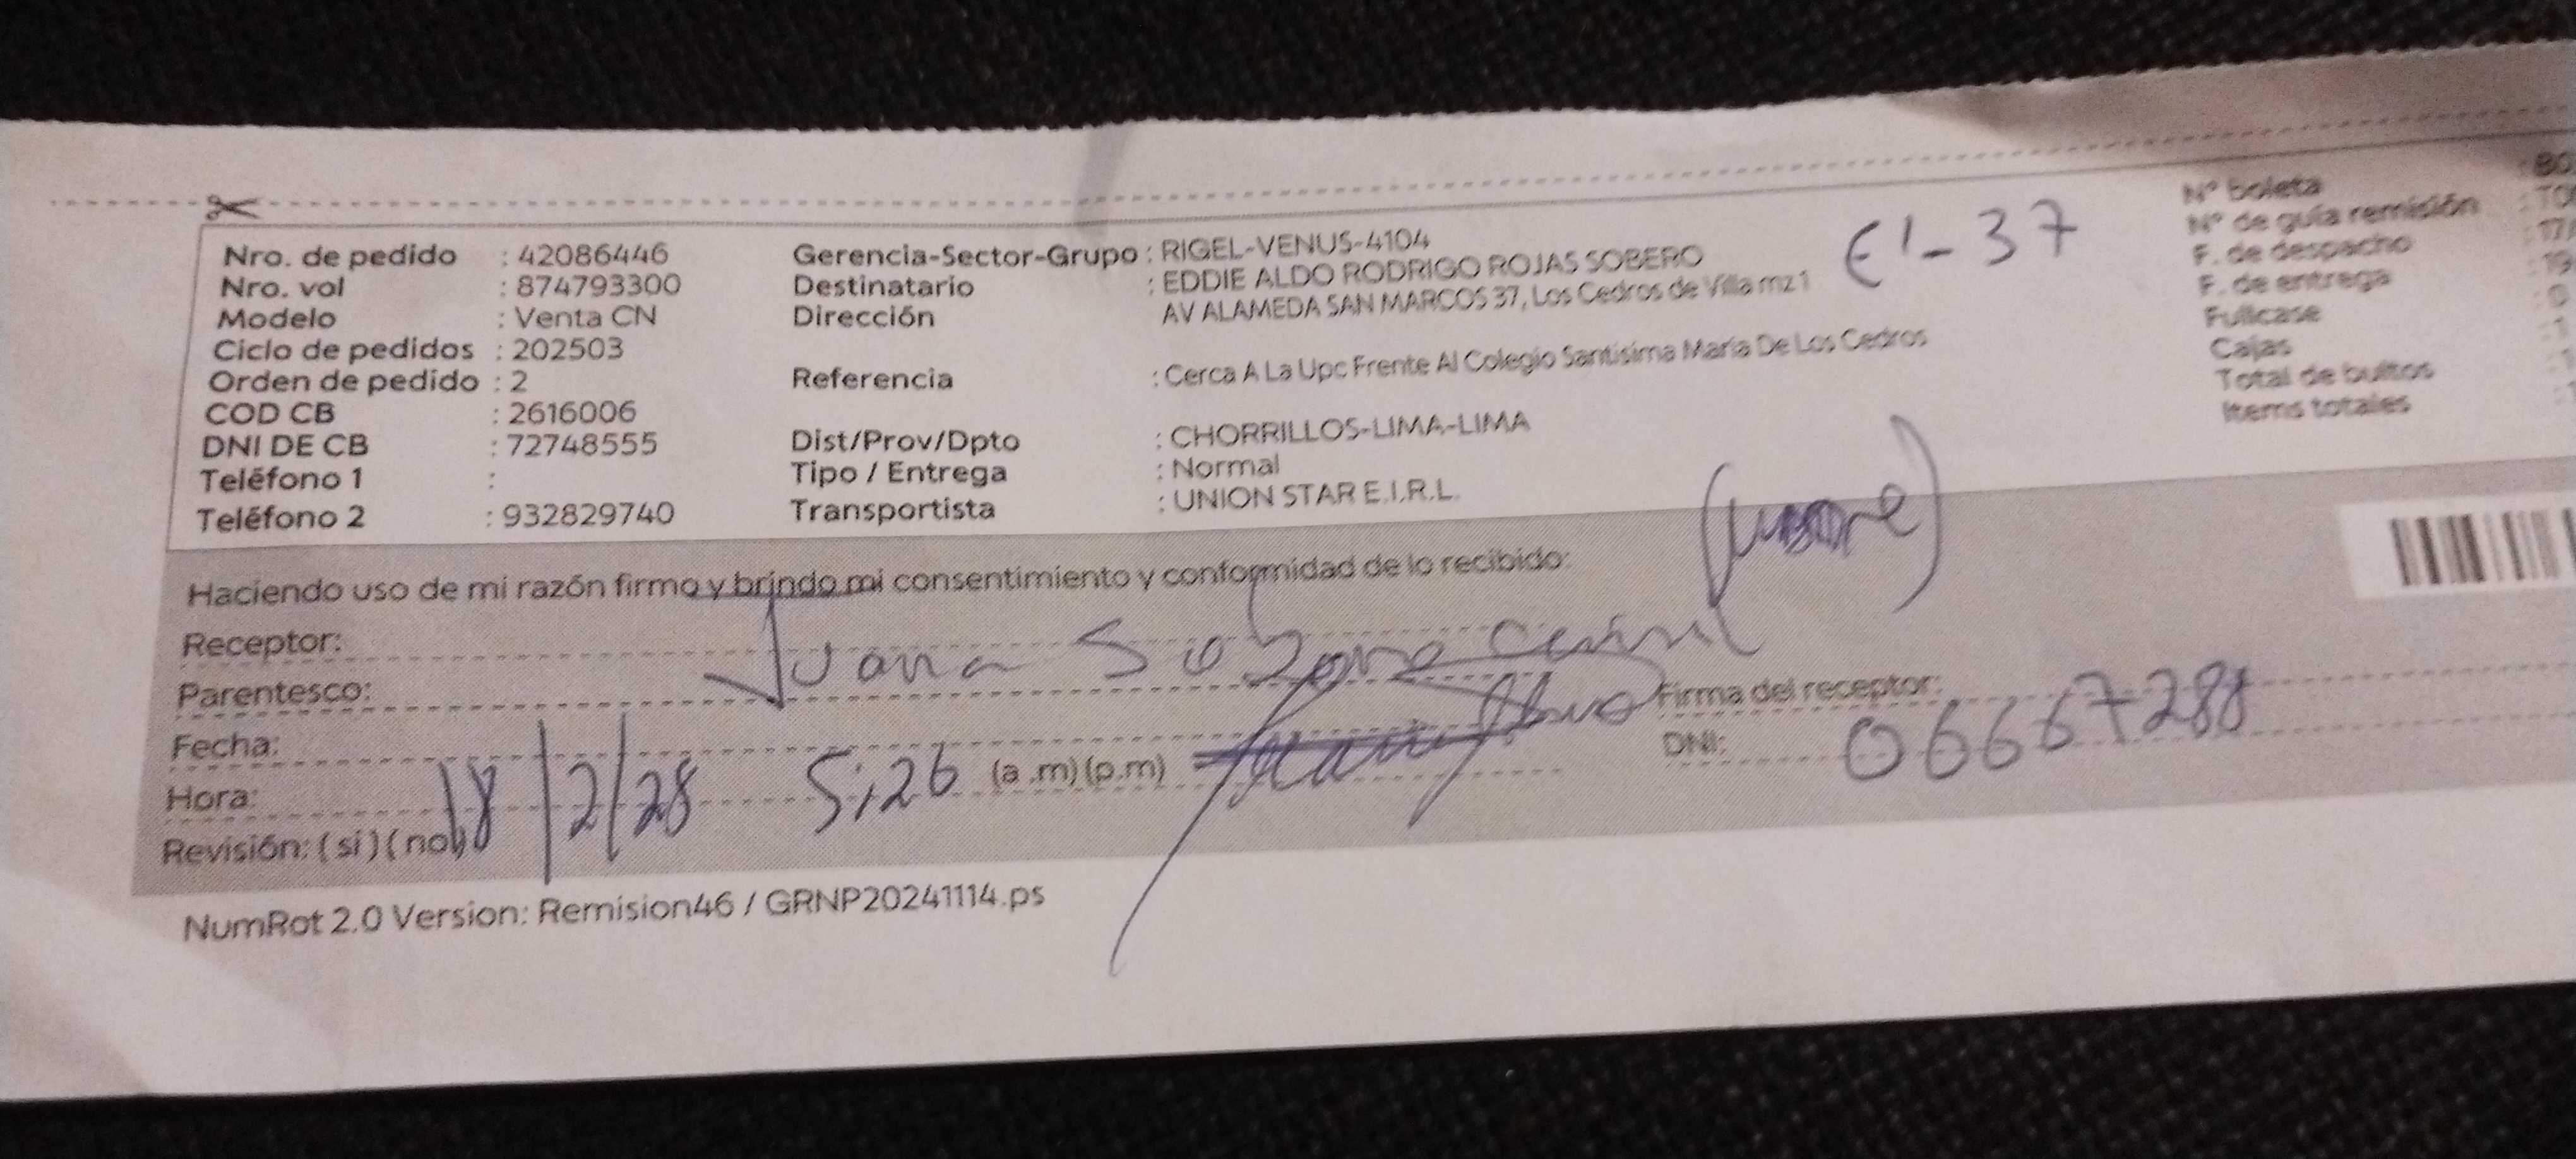 Nro. de pedido : 42086446 Gerencia-Sector-Grupo : RIGEL-VENUS-4104 N° boleta
Nro. vol : 874793300 Destinatario : EDDIE ALDO RODRIGO ROJAS SOBERO E'-37 N° de guía remisión
Modelo : Venta CN Dirección AV ALAMEDA SAN MARCOS 37, Los Cedros de Villa mz 1 F. de despacho
Ciclo de pedidos : 202503 F. de entrega
Orden de pedido : 2 Referencia : Cerca A La Upc Frente Al Colegio Santisima Maria De Los Cedros Fullcase
COD CB : 2616006 Cajas
DNI DE CB : 72748555 Dist/Prov/Dpto : CHORRILLOS-LIMA-LIMA Total de bultos
Teléfono 1 : Tipo / Entrega : Normal Items totales
Teléfono 2 : 932829740 Transportista : UNION STAR E.I.R.L.
Haciendo uso de mi razón firmo y brindo mi consentimiento y conformidad de lo recibido:
Receptor: Juana
Parentesco: Firma del receptor:
Fecha: DNI: 06667288
Hora: 18/2/28 5:26 (a.m)(p.m)
Revisión: (si) (no)
NumRot 2.0 Version: Remision46 / GRNP20241114.ps